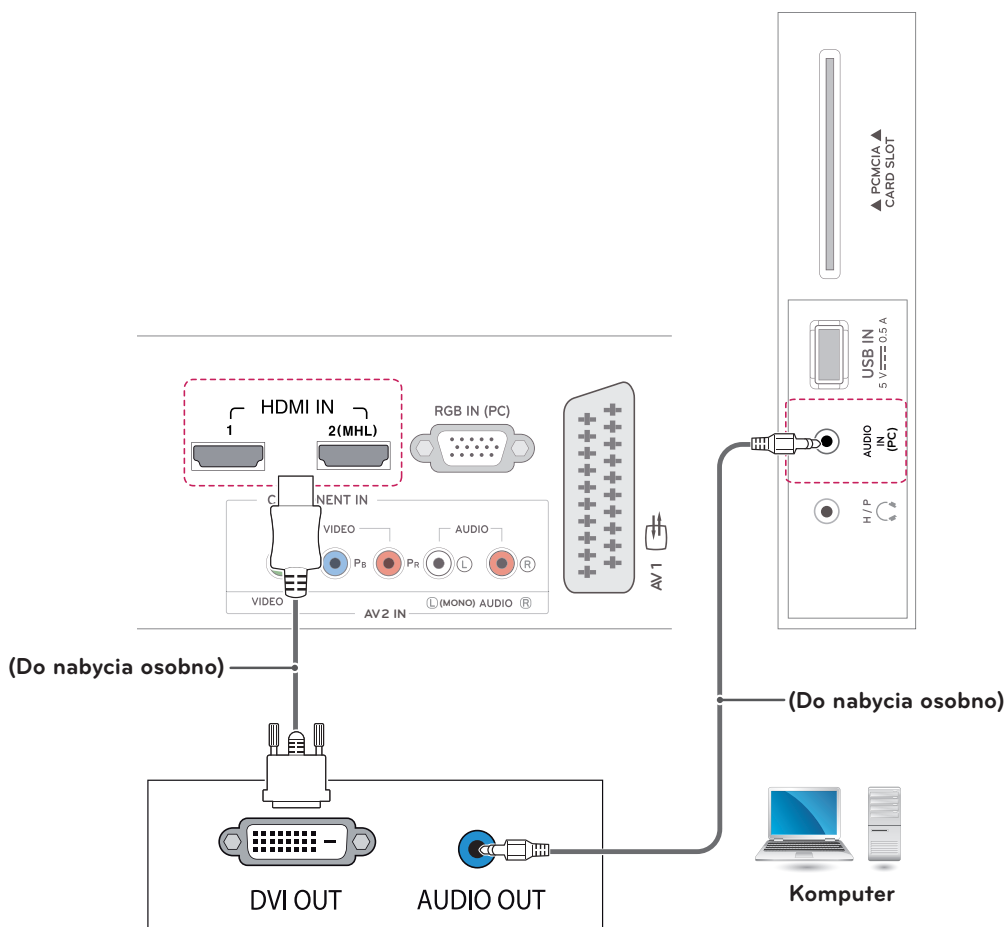 ▲ PCMCIA ▲
CARD SLOT
USB IN
5 V 0.5 A
AUDIO
IN
(PC)
H / P
HDMI IN
1
2(MHL)
RGB IN (PC)
NENT IN
VIDEO
AUDIO
PB
PR
L
R
VIDEO
L (MONO) AUDIO R
AV2 IN
AV 1
(Do nabycia osobno)
(Do nabycia osobno)
DVI OUT
AUDIO OUT
Komputer